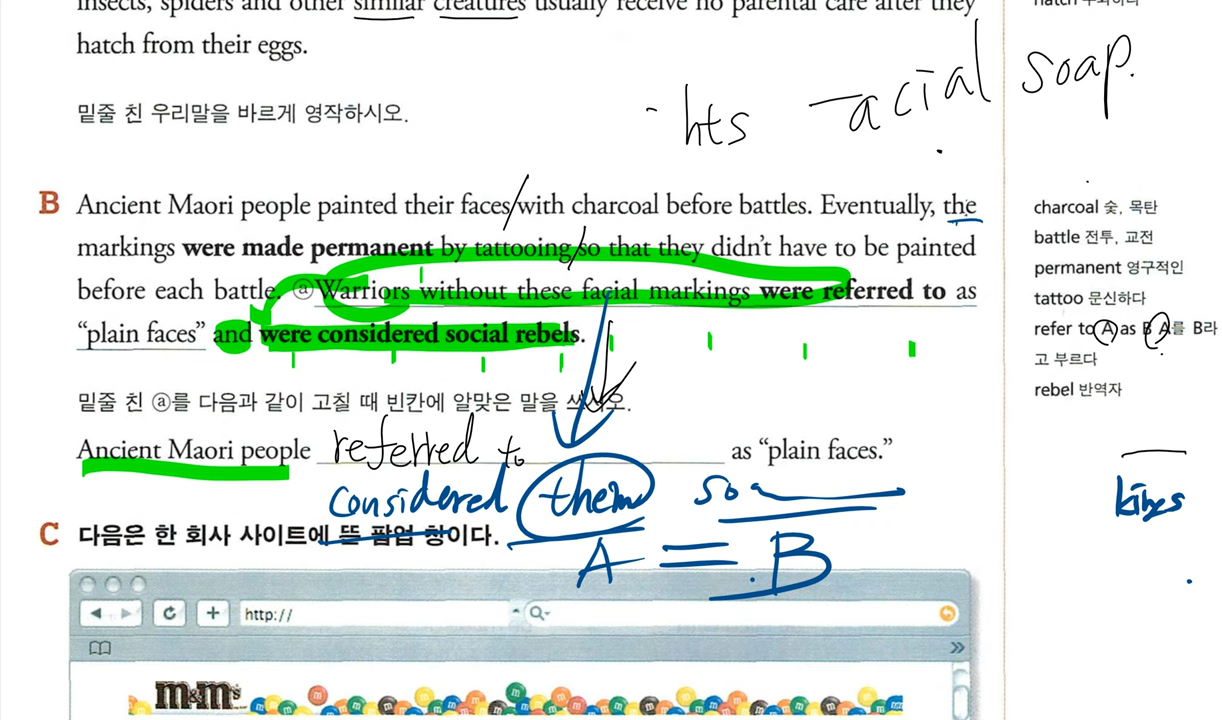 insects, spiders and other similar creatures usually receive no parental care after they
hatch from their eggs.
밑줄 친 우리말을 바르게 영작하시오.
hts acial soap.
B Ancient Maori people painted their faces/with charcoal before battles. Eventually, the
markings were made permanent by tattooing/so that they didn't have to be painted
before each battle. ⓐWarriors without these facial markings were referred to as
"plain faces" and were considered social rebels.
밑줄 친 ⓐ를 다음과 같이 고칠 때 빈칸에 알맞은 말을 쓰시오.
Ancient Maori people referred to as "plain faces."
considered them so
A = B
C 다음은 한 회사 사이트에 뜬 팝업 창이다.
http://
m&m's
hatch 부화하다
charcoal 숯, 목탄
battle 전투, 교전
permanent 영구적인
tattoo 문신하다
refer to A as B A를 B라
고 부르다
rebel 반역자